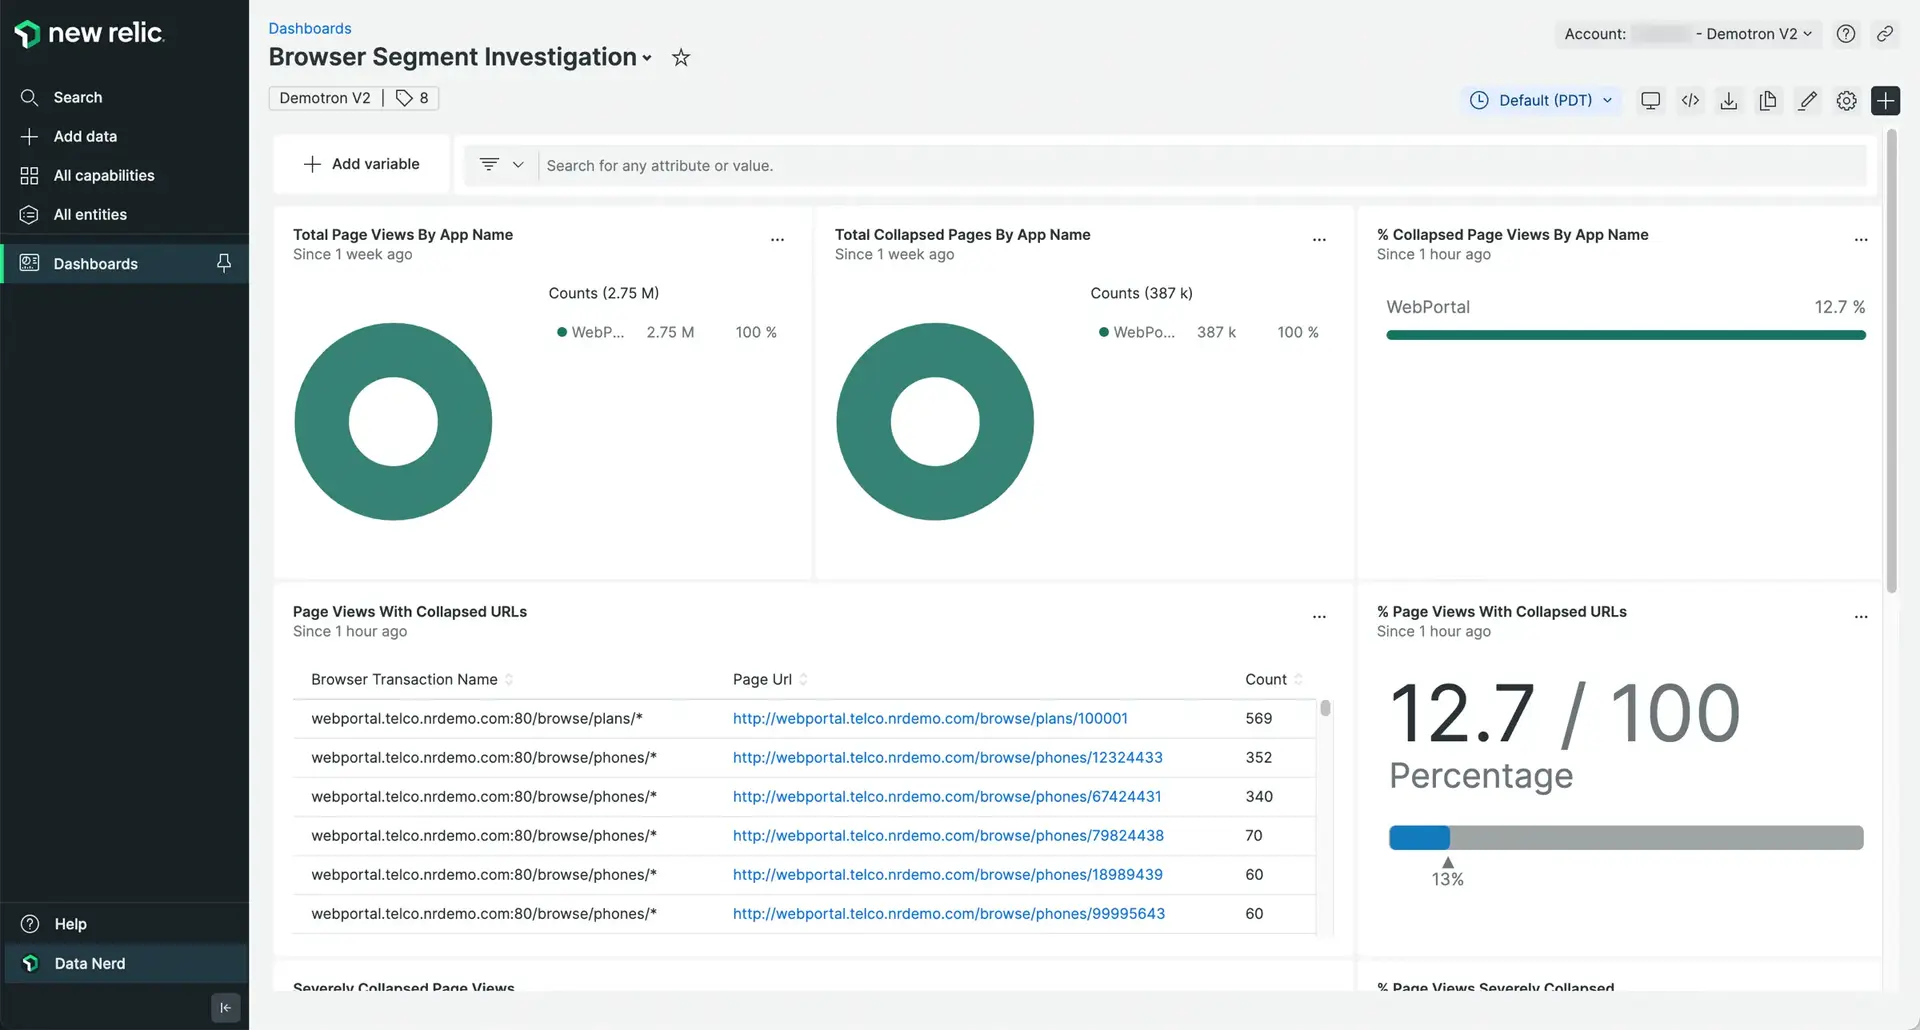 new relic.
Search
Add data
All capabilities
All entities
Dashboards
Help
Data Nerd
Dashboards
Browser Segment Investigation
Demotron V2 | 8
Account: - Demotron V2
Default (PDT)
Add variable
Search for any attribute or value.
Total Page Views By App Name
Since 1 week ago
Counts (2.75 M)
WebP... 2.75 M 100 %
Total Collapsed Pages By App Name
Since 1 week ago
Counts (387 k)
WebPo... 387 k 100 %
% Collapsed Page Views By App Name
Since 1 hour ago
WebPortal 12.7 %
Page Views With Collapsed URLs
Since 1 hour ago
Browser Transaction Name Page Url Count
webportal.telco.nrdemo.com:80/browse/plans/* http://webportal.telco.nrdemo.com/browse/plans/100001 569
webportal.telco.nrdemo.com:80/browse/phones/* http://webportal.telco.nrdemo.com/browse/phones/12324433 352
webportal.telco.nrdemo.com:80/browse/phones/* http://webportal.telco.nrdemo.com/browse/phones/67424431 340
webportal.telco.nrdemo.com:80/browse/phones/* http://webportal.telco.nrdemo.com/browse/phones/79824438 70
webportal.telco.nrdemo.com:80/browse/phones/* http://webportal.telco.nrdemo.com/browse/phones/18989439 60
webportal.telco.nrdemo.com:80/browse/phones/* http://webportal.telco.nrdemo.com/browse/phones/99995643 60
% Page Views With Collapsed URLs
Since 1 hour ago
12.7 / 100
Percentage
13%
Severely Collapsed Page Views
% Page Views Severely Collapsed